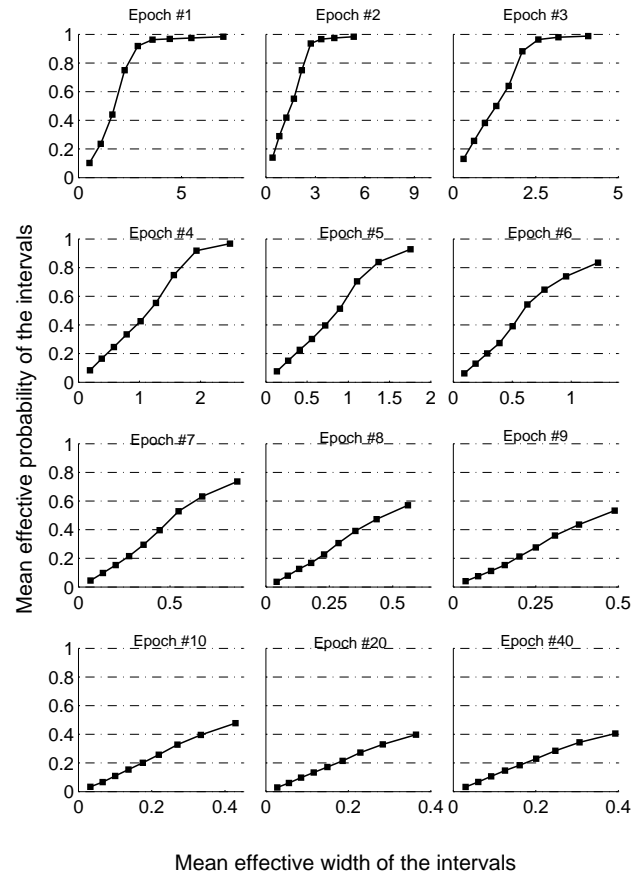 Epoch #1 Epoch #2 Epoch #3
1
0.8
0.6
0.4
0.2
0
5 3 6 9 0 2.5 5
Epoch #4 Epoch #5 Epoch #6
1
0.8
0.6
0.4
0.2
0
0 1 2 0 0.5 1 1.5 2 0 0.5 1
Epoch #7 Epoch #8 Epoch #9
1
0.8
0.6
0.4
0.2
0
0.5 0 0.25 0.5 0 0.25 0.5
Epoch #10 Epoch #20 Epoch #40
1
0.8
0.6
0.4
0.2
0
0 0.2 0.4 0 0.2 0.4 0 0.2 0.4
Mean effective probability of the intervals
Mean effective width of the intervals